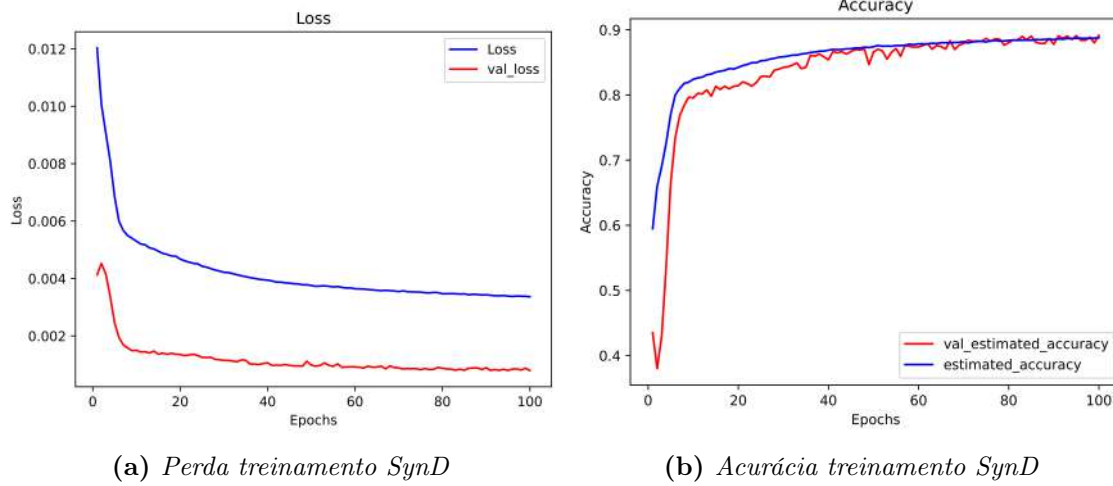 Loss
0.012
0.010
0.008
0.006
0.004
0.002
Loss
Loss
val_loss
0
20
40
60
80
100
Epochs
(a) Perda treinamento SynD
Accuracy
0.9
0.8
0.7
0.6
0.5
0.4
Accuracy
val_estimated_accuracy
estimated_accuracy
0
20
40
60
80
100
Epochs
(b) Acurácia treinamento SynD